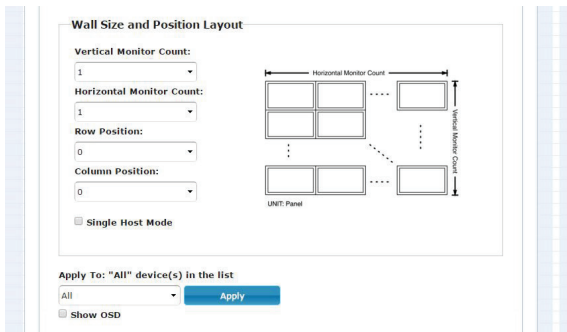 Wall Size and Position Layout
Vertical Monitor Count:
1
Horizontal Monitor Count:
1
Row Position:
0
Column Position:
0
Single Host Mode
Horizontal Monitor Count
Vertical Monitor Count
UNIT: Panel
Apply To: "All" device(s) in the list
All
Apply
Show OSD